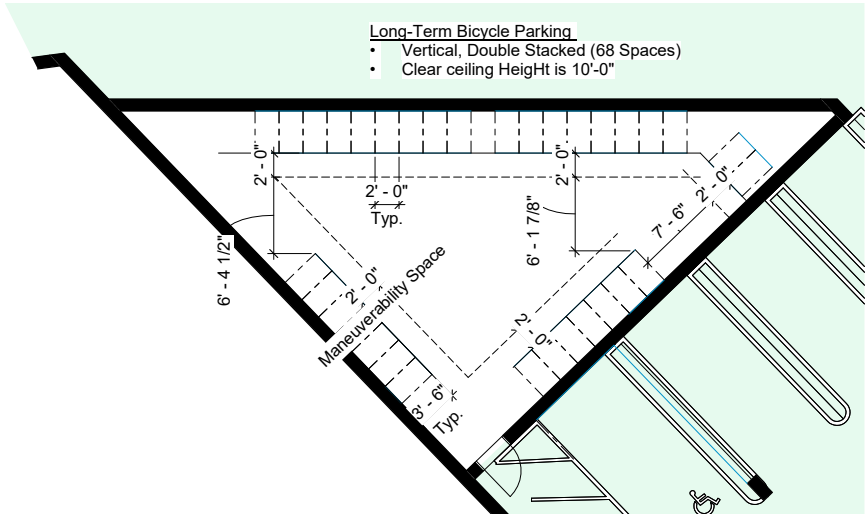 Long-Term Bicycle Parking
• Vertical, Double Stacked (68 Spaces)
• Clear ceiling HeigHt is 10'-0"
2' - 0"
2' - 0"
Typ.
2' - 0"
2' - 0"
6' - 4 1/2"
6' - 1 7/8"
7' - 6"
2' - 0"
Maneuverability Space
2' - 0"
3' - 6"
Typ.